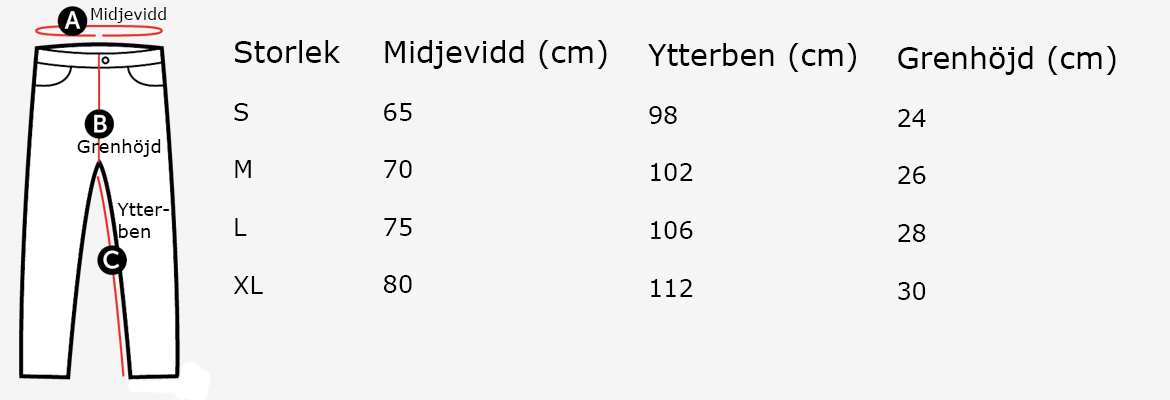 A Midjevidd
B
Grenhöjd
Ytter-
ben
C
Storlek Midjevidd (cm) Ytterben (cm) Grenhöjd (cm)
S 65 98 24
M 70 102 26
L 75 106 28
XL 80 112 30